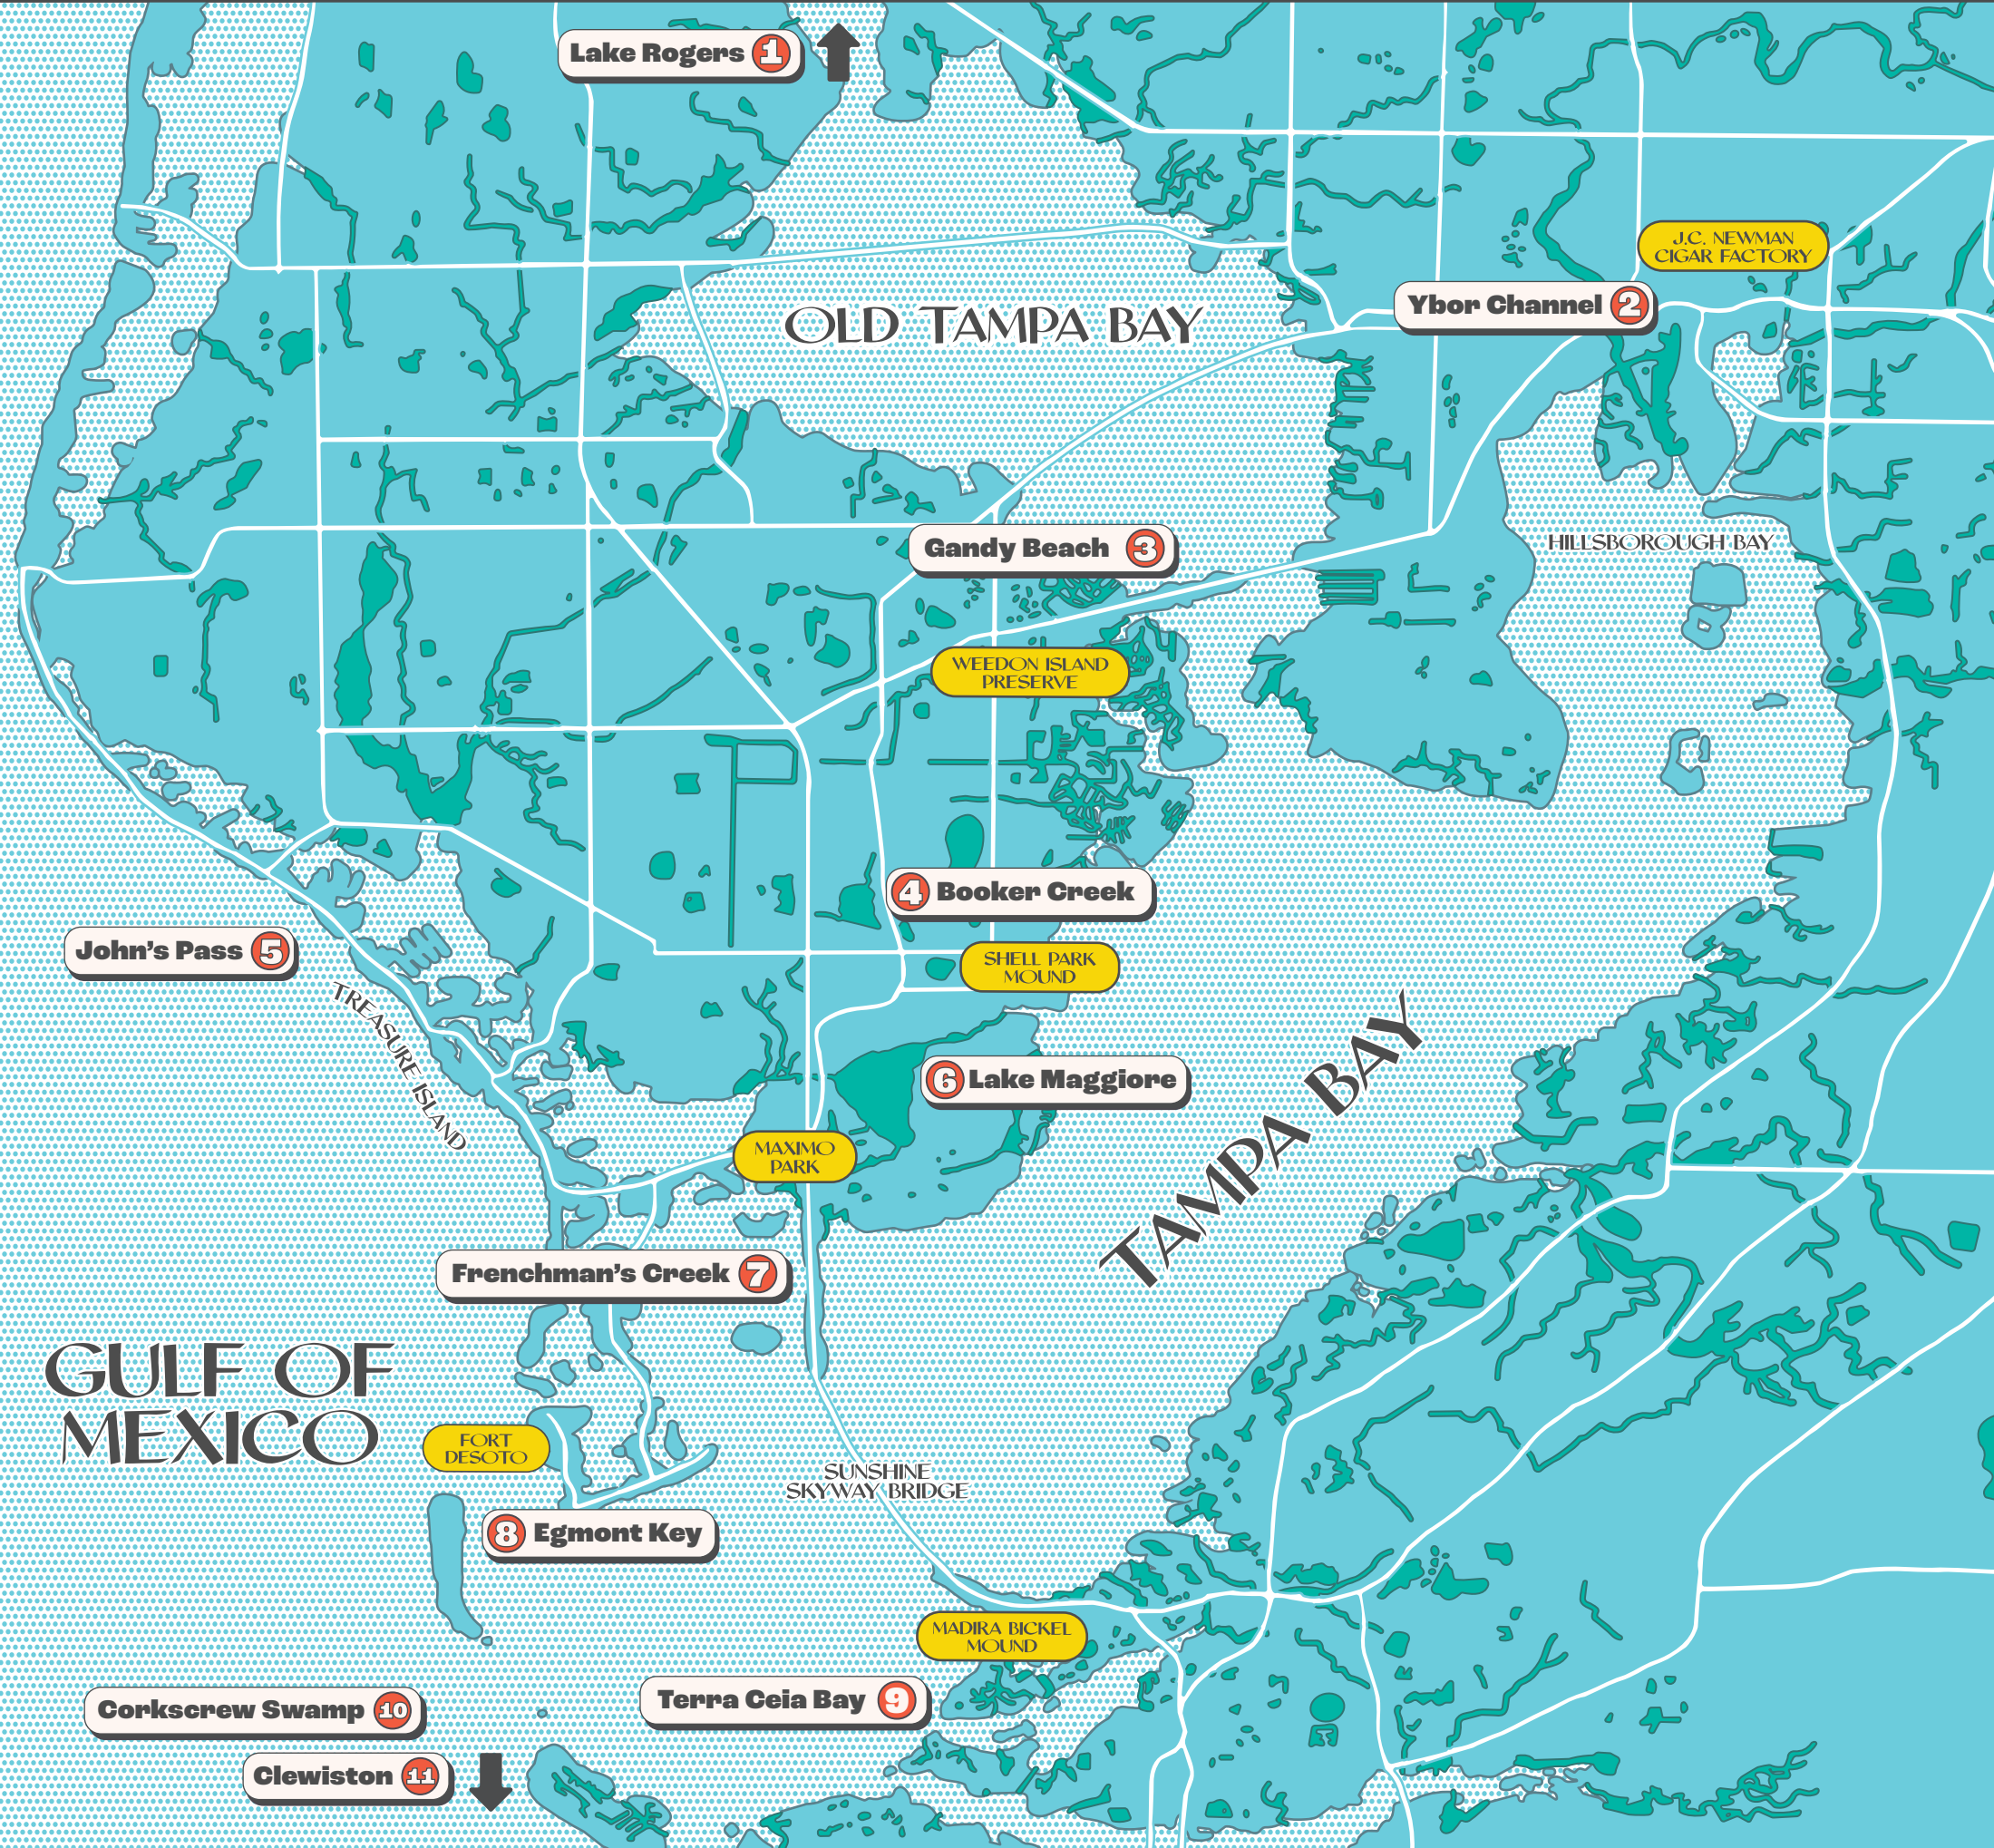 Lake Rogers 1
J.C. NEWMAN
CIGAR FACTORY
Ybor Channel 2
OLD TAMPA BAY
HILLSBOROUGH BAY
Gandy Beach 3
WEEDON ISLAND
PRESERVE
4 Booker Creek
John's Pass 5
SHELL PARK
MOUND
TREASURE ISLAND
6 Lake Maggiore
TAMPA BAY
MAXIMO
PARK
Frenchman's Creek 7
GULF OF
MEXICO
FORT
DESOTO
SUNSHINE
SKYWAY BRIDGE
8 Egmont Key
MADIRA BICKEL
MOUND
Terra Ceia Bay 9
Corkscrew Swamp 10
Clewiston 11